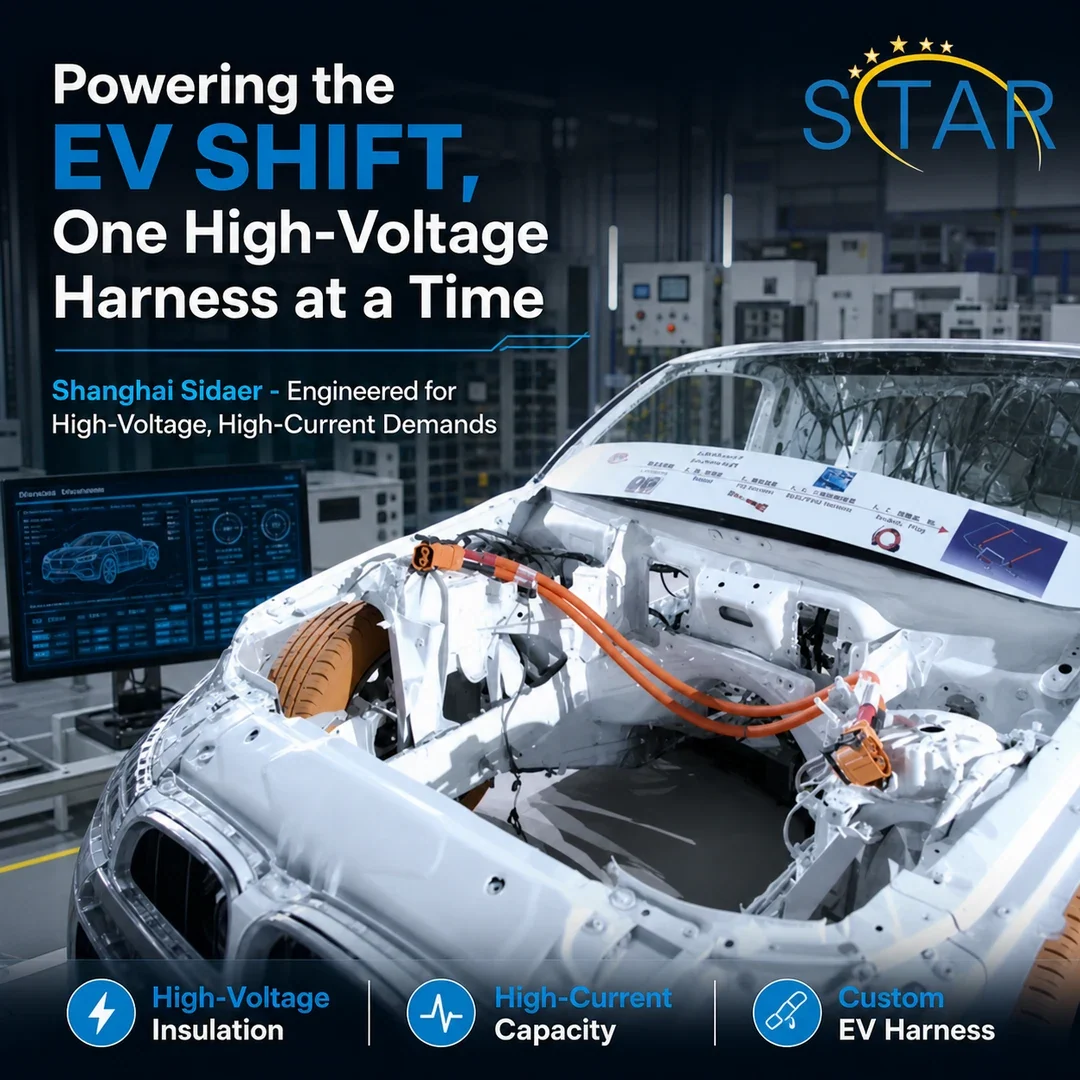 Powering the
EV SHIFT,
One High-Voltage
Harness at a Time
STAR
Shanghai Sidaer - Engineered for
High-Voltage, High-Current Demands
High-Voltage
Insulation
High-Current
Capacity
Custom
EV Harness